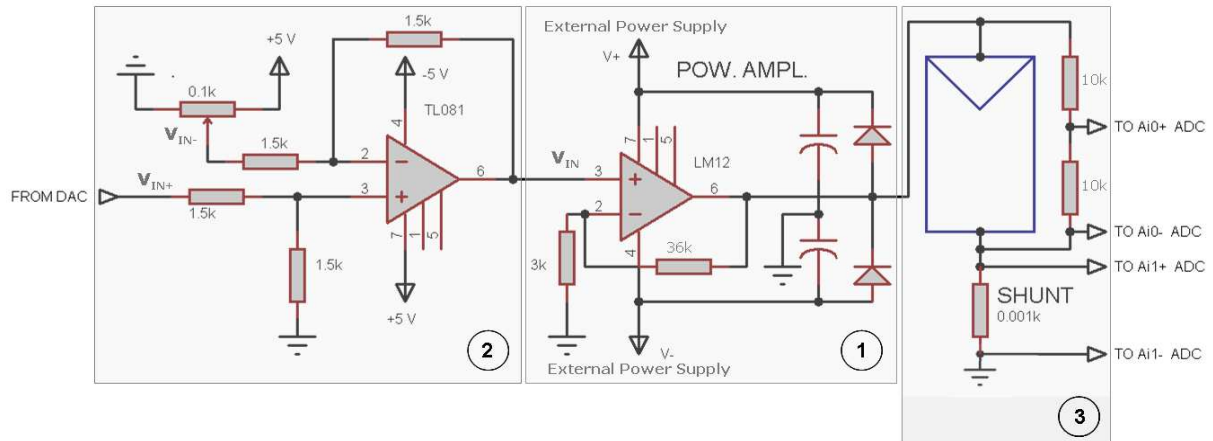 1.5k
+5 V
-5 V
TL081
0.1k
4
VIN-
1.5k
2
6
FROM DAC
VIN+
1.5k
3
7
1
5
1.5k
+5 V
2
External Power Supply
V+
POW. AMPL.
7
1
5
LM12
VIN
3
6
2
4
36k
3k
V-
External Power Supply
1
10k
TO Ai0+ ADC
10k
TO Ai0- ADC
TO Ai1+ ADC
SHUNT
0.001k
TO Ai1- ADC
3